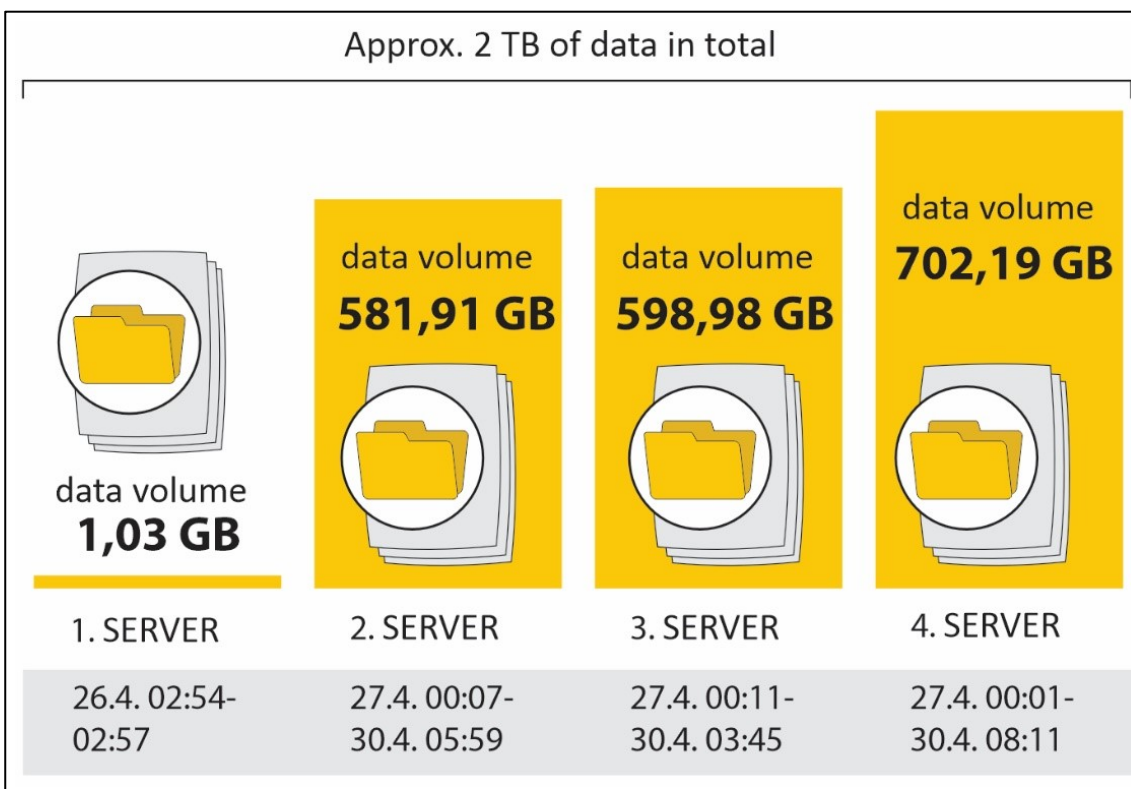 Approx. 2 TB of data in total
data volume
1,03 GB
data volume
581,91 GB
data volume
598,98 GB
data volume
702,19 GB
1. SERVER
2. SERVER
3. SERVER
4. SERVER
26.4. 02:54-
02:57
27.4. 00:07-
30.4. 05:59
27.4. 00:11-
30.4. 03:45
27.4. 00:01-
30.4. 08:11